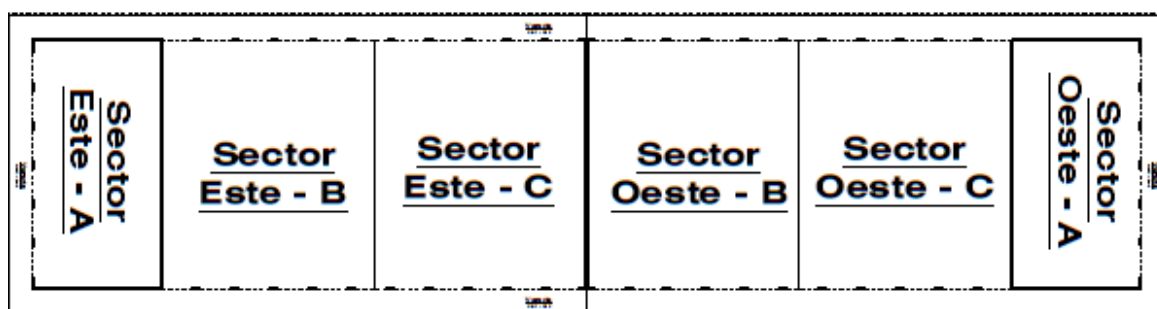 Sector
Este - A
Sector
Este - B
Sector
Este - C
Sector
Oeste - B
Sector
Oeste - C
Sector
Oeste - A